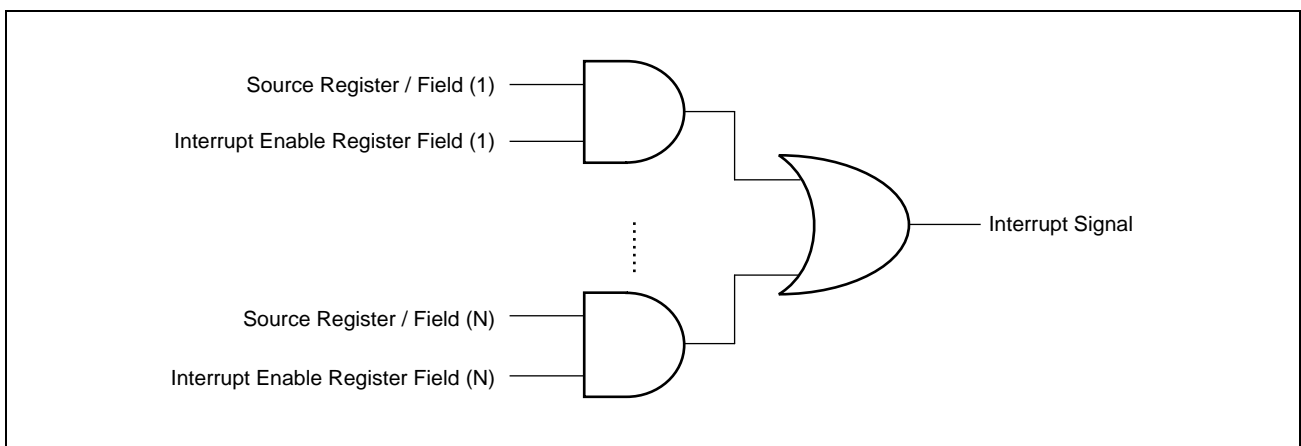 Source Register / Field (1)
Interrupt Enable Register Field (1)
Interrupt Signal
Source Register / Field (N)
Interrupt Enable Register Field (N)